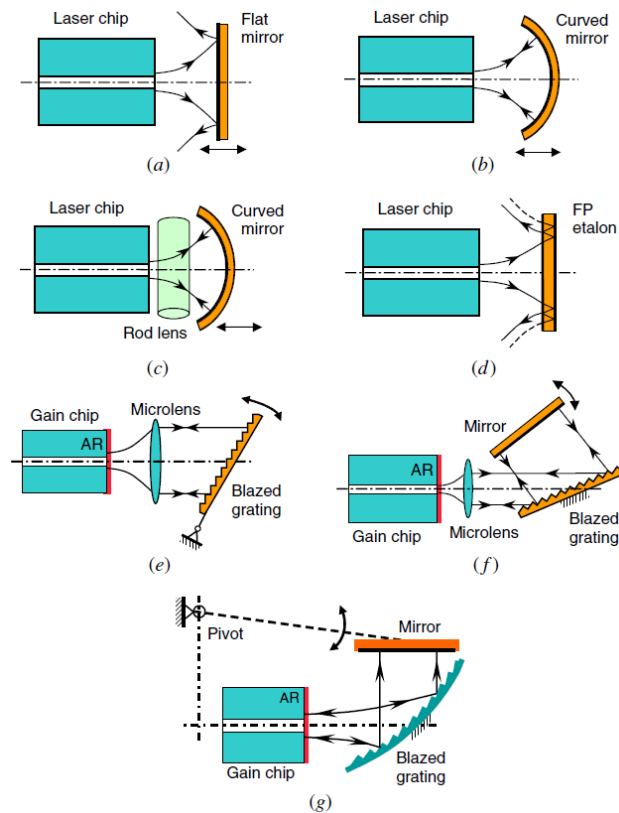 Laser chip
Flat
mirror
(a)
Laser chip
Curved
mirror
(b)
Laser chip
Curved
mirror
Rod lens
(c)
Laser chip
FP
etalon
(d)
Gain chip
Microlens
AR
Blazed
grating
(e)
Mirror
AR
Microlens
Blazed
grating
Gain chip
(f)
Pivot
Mirror
AR
Gain chip
Blazed
grating
(g)